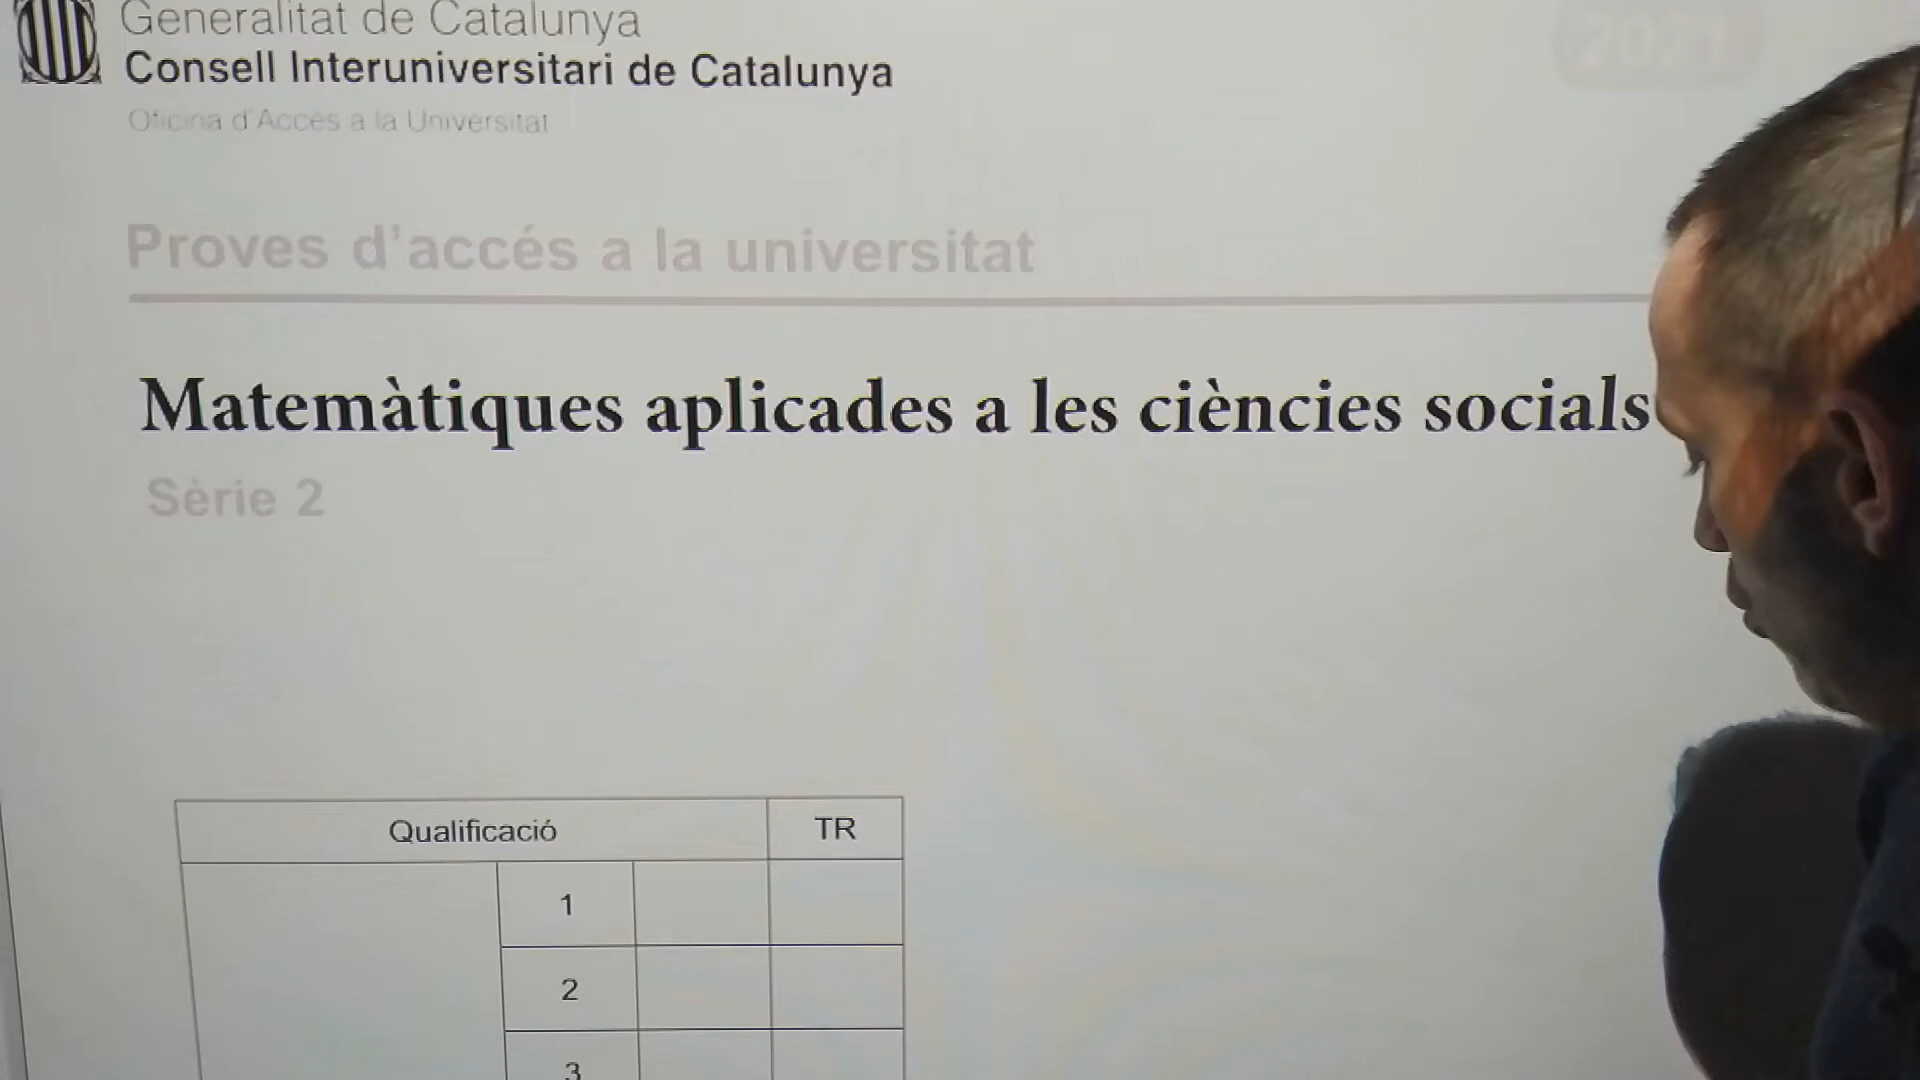 Generalitat de Catalunya
Consell Interuniversitari de Catalunya
Oficina d'Accés a la Universitat
2021
Proves d'accés a la universitat
Matemàtiques aplicades a les ciències socials
Sèrie 2
Qualificació TR
1
2
3